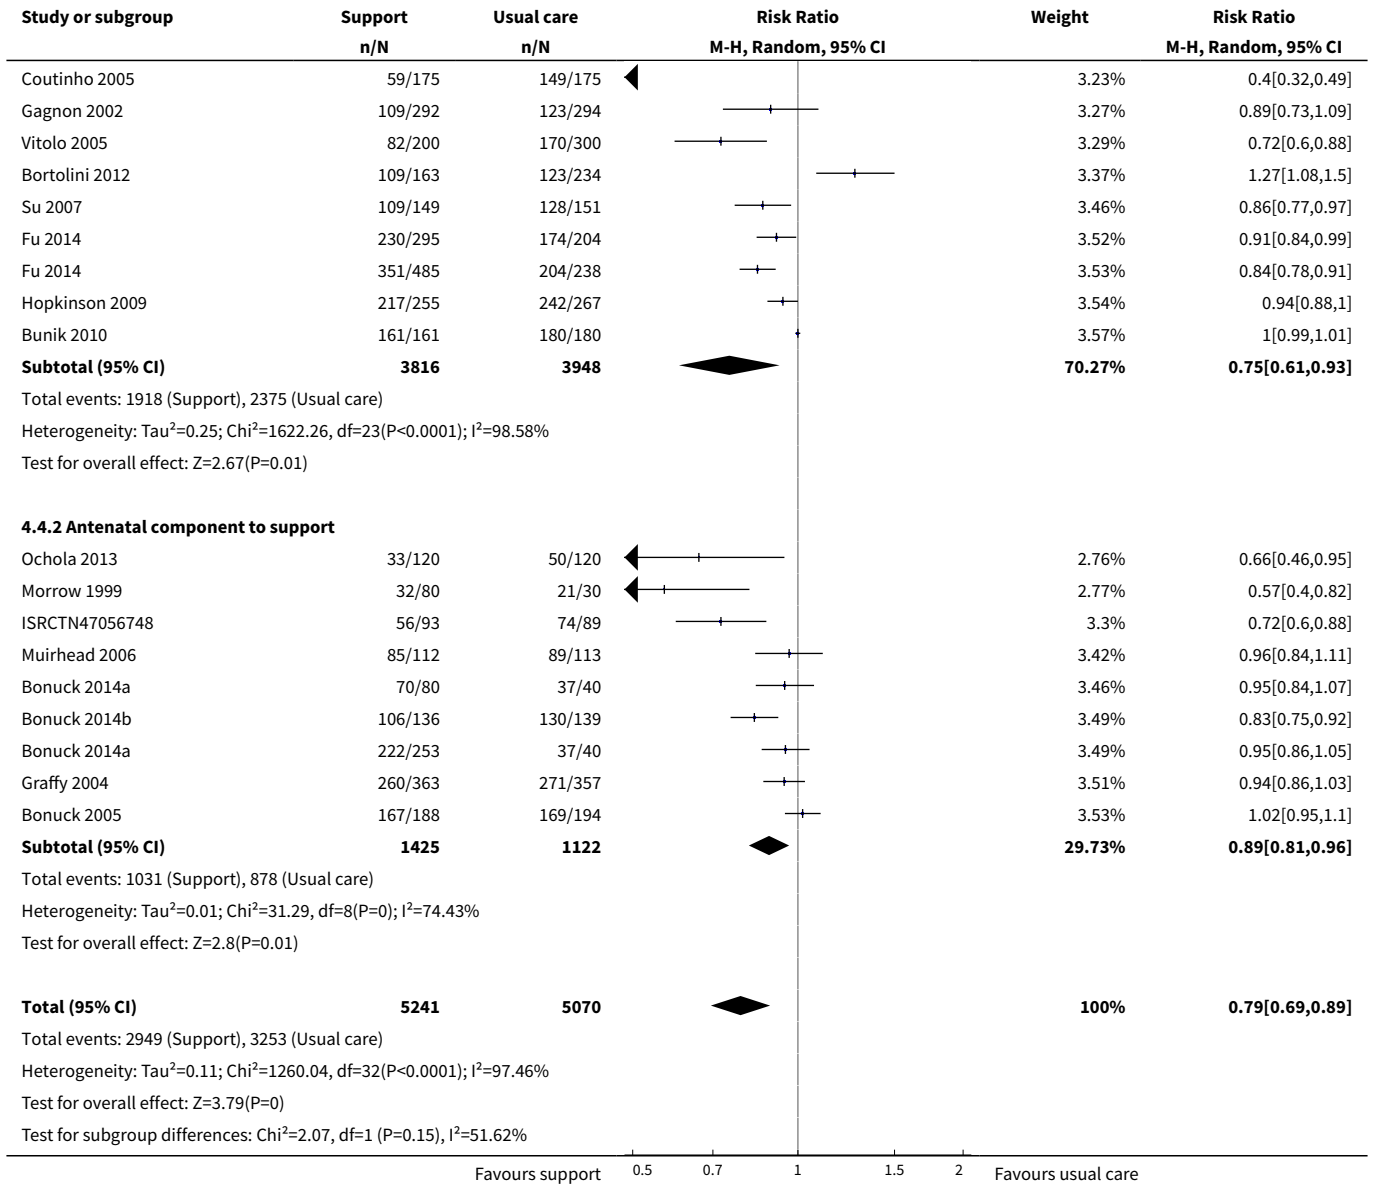 Study or subgroup Support Usual care Risk Ratio Weight Risk Ratio
n/N n/N M-H, Random, 95% CI M-H, Random, 95% CI
Coutinho 2005 59/175 149/175 3.23% 0.4[0.32,0.49]
Gagnon 2002 109/292 123/294 3.27% 0.89[0.73,1.09]
Vitolo 2005 82/200 170/300 3.29% 0.72[0.6,0.88]
Bortolini 2012 109/163 123/234 3.37% 1.27[1.08,1.5]
Su 2007 109/149 128/151 3.46% 0.86[0.77,0.97]
Fu 2014 230/295 174/204 3.52% 0.91[0.84,0.99]
Fu 2014 351/485 204/238 3.53% 0.84[0.78,0.91]
Hopkinson 2009 217/255 242/267 3.54% 0.94[0.88,1]
Bunik 2010 161/161 180/180 3.57% 1[0.99,1.01]
Subtotal (95% CI) 3816 3948 70.27% 0.75[0.61,0.93]
Total events: 1918 (Support), 2375 (Usual care)
Heterogeneity: Tau²=0.25; Chi²=1622.26, df=23(P<0.0001); I²=98.58%
Test for overall effect: Z=2.67(P=0.01)
4.4.2 Antenatal component to support
Ochola 2013 33/120 50/120 2.76% 0.66[0.46,0.95]
Morrow 1999 32/80 21/30 2.77% 0.57[0.4,0.82]
ISRCTN47056748 56/93 74/89 3.3% 0.72[0.6,0.88]
Muirhead 2006 85/112 89/113 3.42% 0.96[0.84,1.11]
Bonuck 2014a 70/80 37/40 3.46% 0.95[0.84,1.07]
Bonuck 2014b 106/136 130/139 3.49% 0.83[0.75,0.92]
Bonuck 2014a 222/253 37/40 3.49% 0.95[0.86,1.05]
Graffy 2004 260/363 271/357 3.51% 0.94[0.86,1.03]
Bonuck 2005 167/188 169/194 3.53% 1.02[0.95,1.1]
Subtotal (95% CI) 1425 1122 29.73% 0.89[0.81,0.96]
Total events: 1031 (Support), 878 (Usual care)
Heterogeneity: Tau²=0.01; Chi²=31.29, df=8(P=0); I²=74.43%
Test for overall effect: Z=2.8(P=0.01)
Total (95% CI) 5241 5070 100% 0.79[0.69,0.89]
Total events: 2949 (Support), 3253 (Usual care)
Heterogeneity: Tau²=0.11; Chi²=1260.04, df=32(P<0.0001); I²=97.46%
Test for overall effect: Z=3.79(P=0)
Test for subgroup differences: Chi²=2.07, df=1 (P=0.15), I²=51.62%
Favours support 0.5 0.7 1 1.5 2 Favours usual care